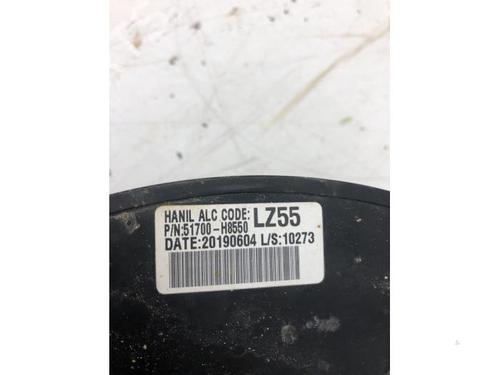 HANIL ALC CODE: LZ55
P/N:51700-H8550
DATE:20190604 L/S:10273